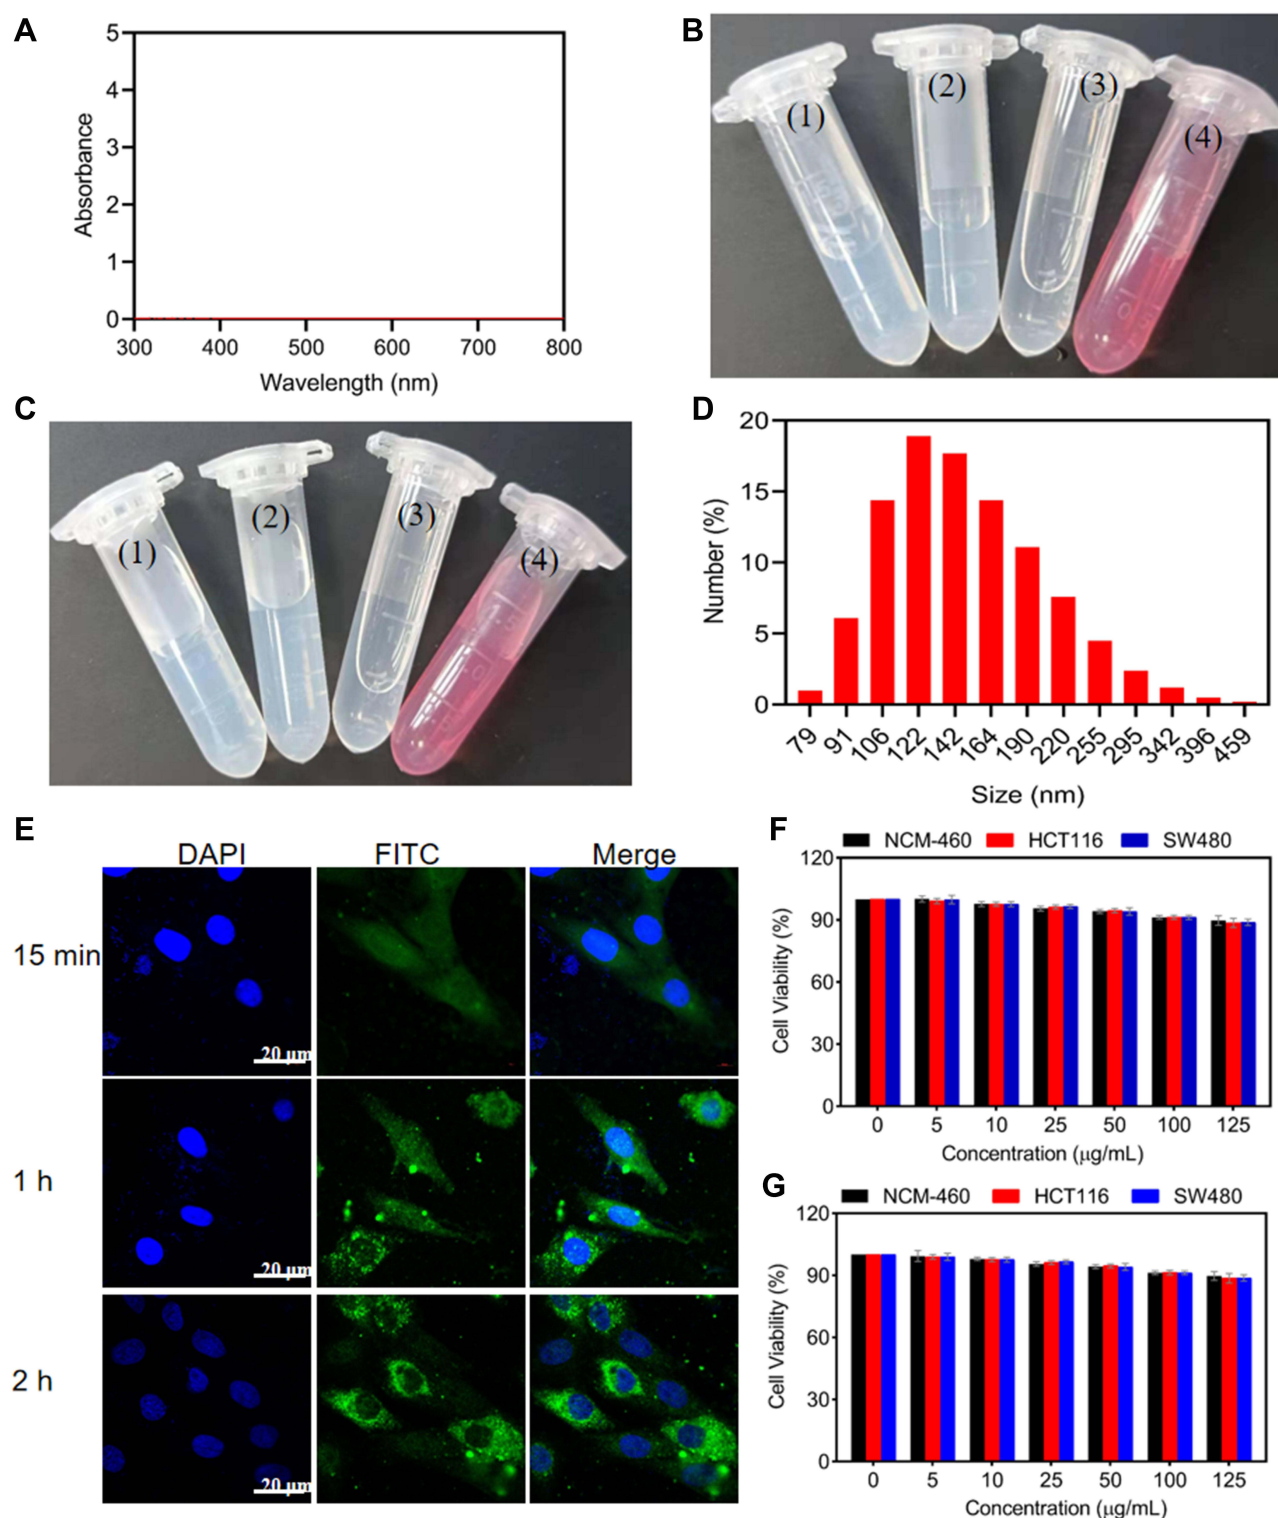 A
5
4
3
2
1
0
Absorbance
300 400 500 600 700 800
Wavelength (nm)
B
(1) (2) (3) (4)
C
(1) (2) (3) (4)
D
20
15
10
5
0
Number (%)
79 91 106 122 142 164 190 220 255 295 342 396 459
Size (nm)
E
DAPI FITC Merge
15 min
20 μm
1 h
20 μm
2 h
20 μm
F
NCM-460 HCT116 SW480
120
90
60
30
0
Cell Viability (%)
0 5 10 25 50 100 125
Concentration (μg/mL)
G
NCM-460 HCT116 SW480
120
90
60
30
0
Cell Viability (%)
0 5 10 25 50 100 125
Concentration (μg/mL)